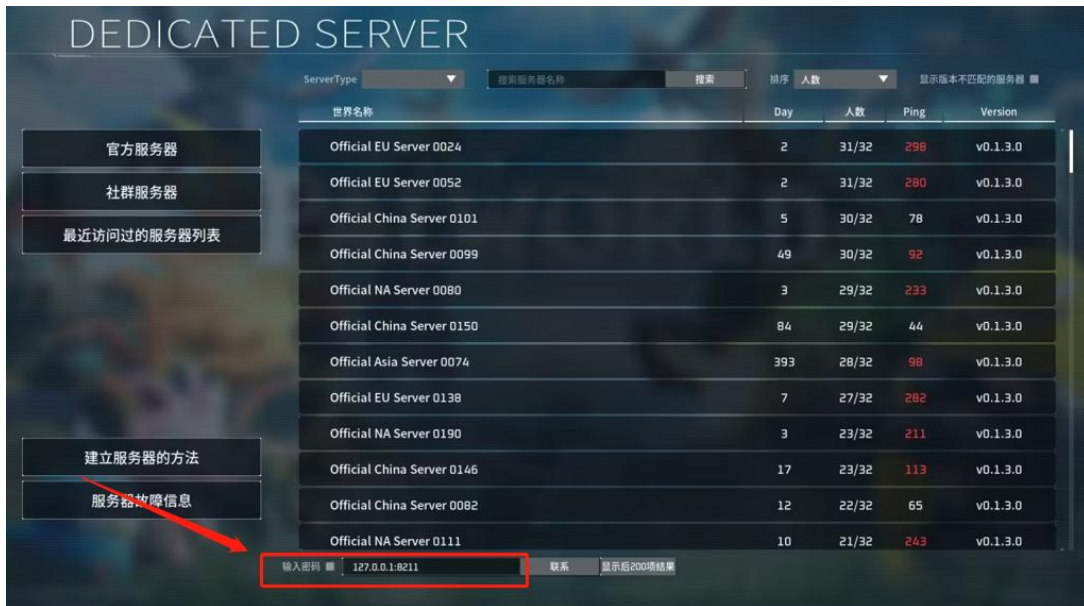 DEDICATED SERVER
ServerType 搜索服务器名称 搜索 排序 人数 显示版本不匹配的服务器
世界名称 Day 人数 Ping Version
官方服务器
社群服务器
最近访问过的服务器列表
Official EU Server 0024 2 31/32 298 v0.1.3.0
Official EU Server 0052 2 31/32 280 v0.1.3.0
Official China Server 0101 5 30/32 78 v0.1.3.0
Official China Server 0099 49 30/32 92 v0.1.3.0
Official NA Server 0080 3 29/32 233 v0.1.3.0
Official China Server 0150 84 29/32 44 v0.1.3.0
Official Asia Server 0074 393 28/32 98 v0.1.3.0
Official EU Server 0138 7 27/32 282 v0.1.3.0
Official NA Server 0190 3 23/32 211 v0.1.3.0
Official China Server 0146 17 23/32 113 v0.1.3.0
Official China Server 0082 12 22/32 65 v0.1.3.0
Official NA Server 0111 10 21/32 243 v0.1.3.0
建立服务器的方法
服务器故障信息
输入密码 127.0.0.1:8211 联系 显示后200项结果